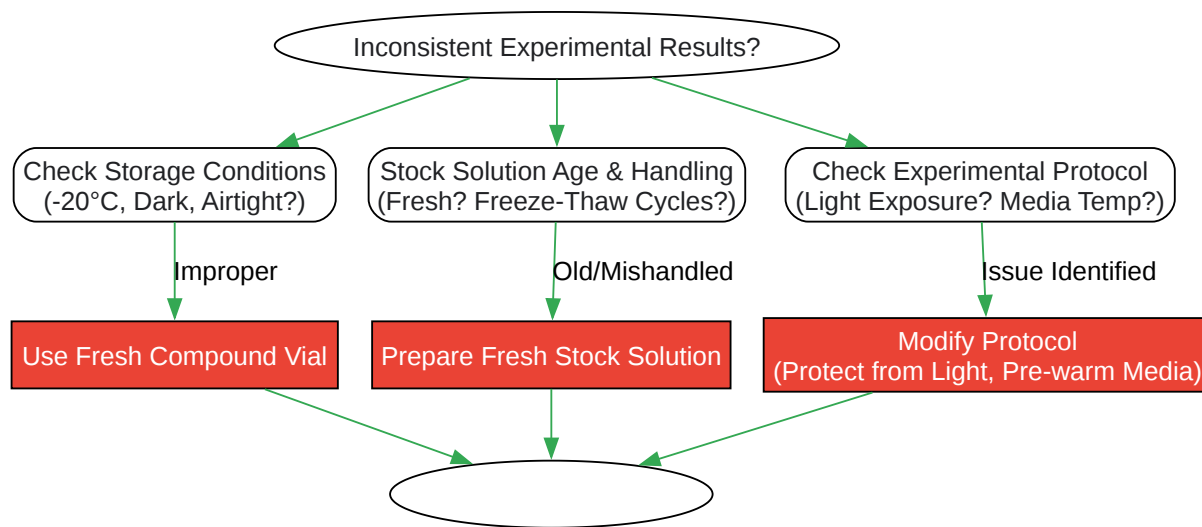 Inconsistent Experimental Results?
Check Storage Conditions
(-20°C, Dark, Airtight?)
Stock Solution Age & Handling
(Fresh? Freeze-Thaw Cycles?)
Check Experimental Protocol
(Light Exposure? Media Temp?)
Improper
Old/Mishandled
Issue Identified
Use Fresh Compound Vial
Prepare Fresh Stock Solution
Modify Protocol
(Protect from Light, Pre-warm Media)